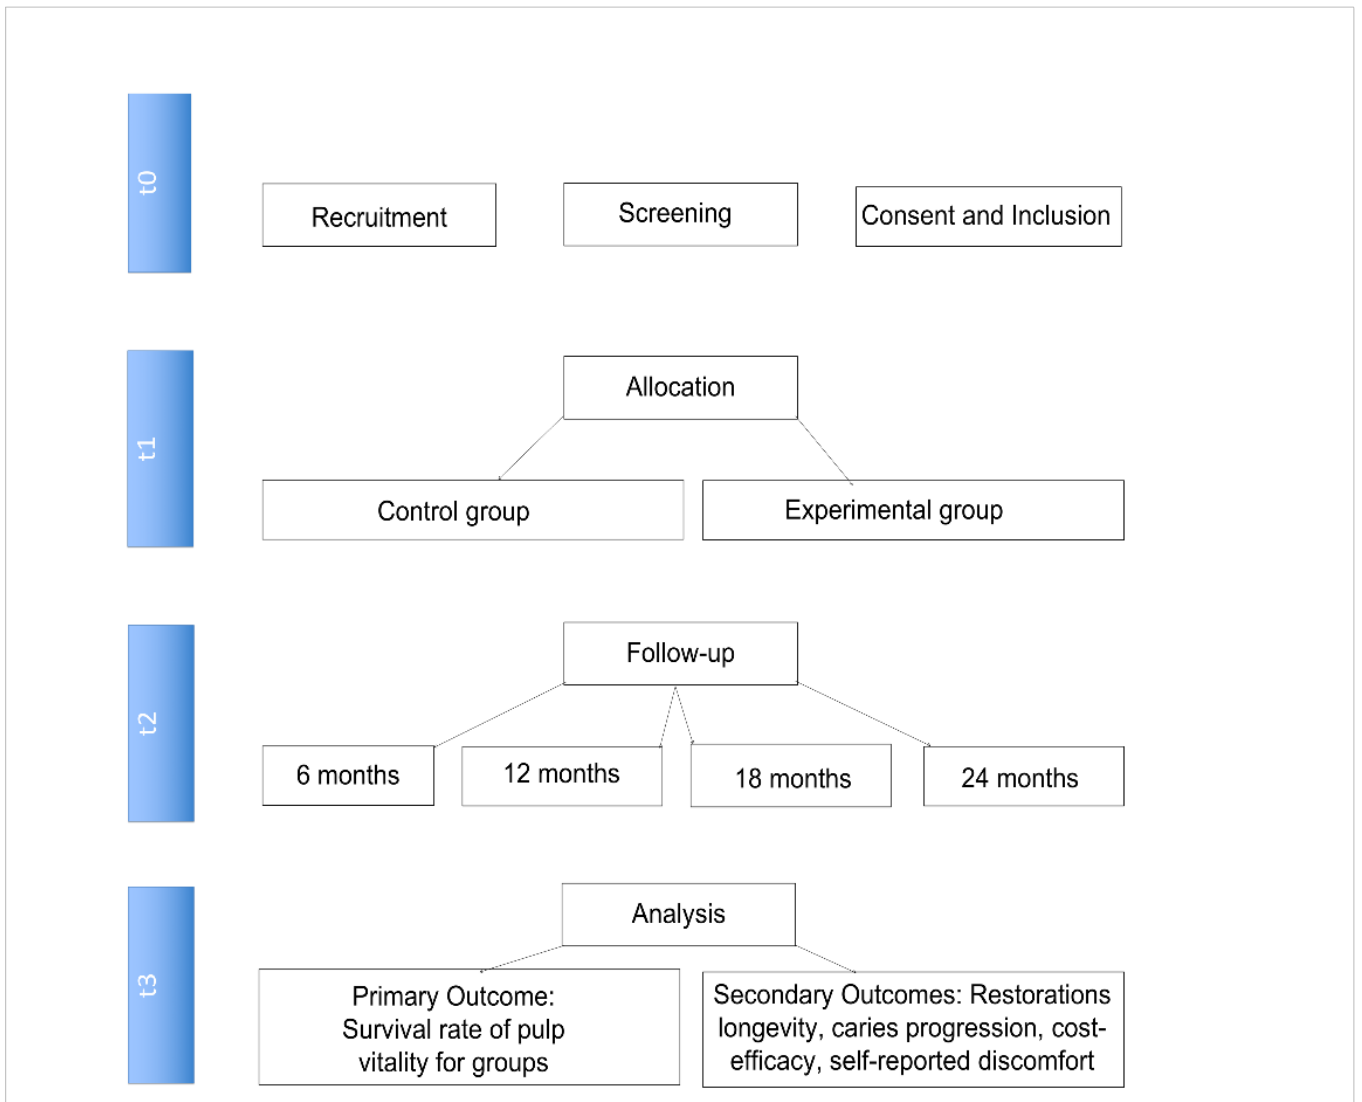 t0
Recruitment
Screening
Consent and Inclusion
t1
Allocation
Control group
Experimental group
t2
Follow-up
6 months
12 months
18 months
24 months
t3
Analysis
Primary Outcome:
Survival rate of pulp
vitality for groups
Secondary Outcomes: Restorations
longevity, caries progression, cost-
efficacy, self-reported discomfort